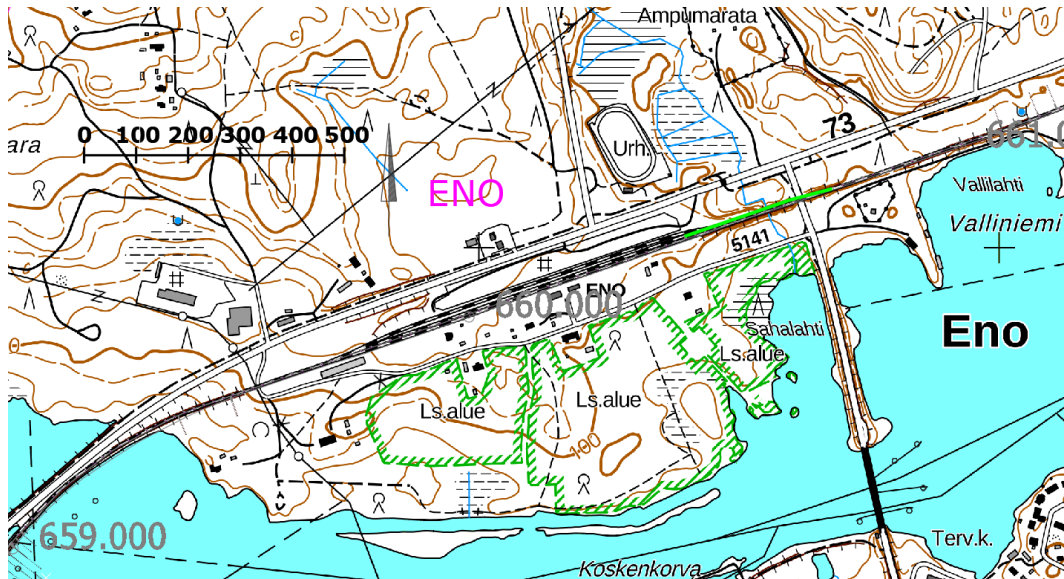 Ampumarata
73
0 100 200 300 400 500
ara
Urh.
661.0
Vallilahti
ENO
Valliniemi
5141
ENO
660.000
Sahalahti
Eno
Ls.alue
Ls.alue
Ls.alue
100
659.000
Terv.k.
Koskenkorva